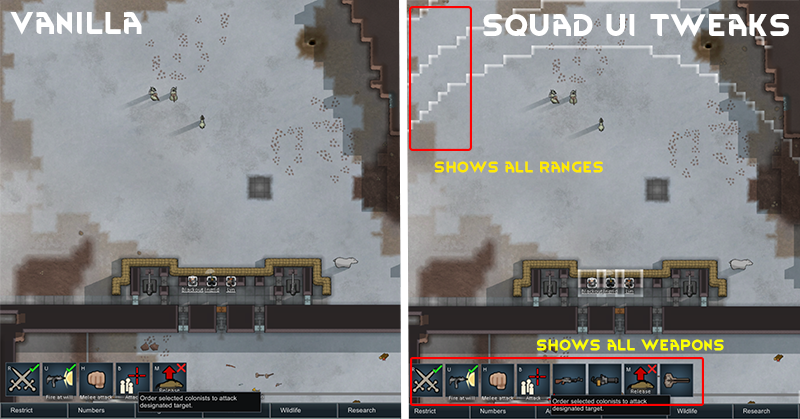 VANILLA
SQUAD UI TWEAKS
SHOWS ALL RANGES
SHOWS ALL WEAPONS
R
U
H
B
M
Fire at will
Melee attack
Attack
Release
Order selected colonists to attack
designated target.
Restrict
Numbers
Wildlife
Research
Fire at will
Melee attack
Release
Order selected colonists to attack
designated target.
Restrict
Numbers
Wildlife
Research